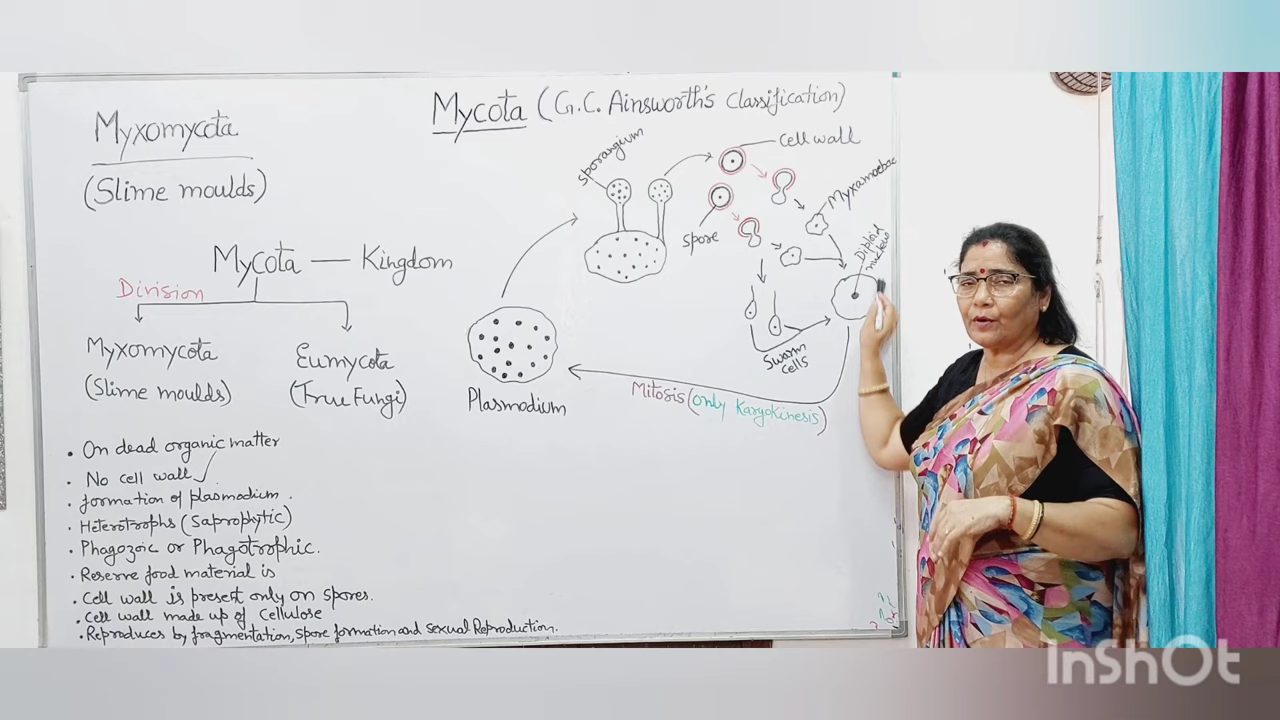 Mycota (G.C. Ainsworth's classification)
Myxomycota
(Slime moulds)
Mycota — Kingdom
Division
Myxomycota
(Slime moulds)
Eumycota
(True Fungi)
• On dead organic matter
• No cell wall
• formation of plasmodium.
• Heterotrophs (Saprophytic)
• Phagozoic or Phagotrophic.
• Reserve food material is
• Cell wall is present only on spores.
• Cell wall made up of cellulose
• Reproduces by fragmentation, spore formation and sexual Reproduction.
sporangium
cell wall
Myxamoebae
spore
Diploid
nucleus
Swarm
cells
Plasmodium
Mitosis (only Karyokinesis)
InShOt